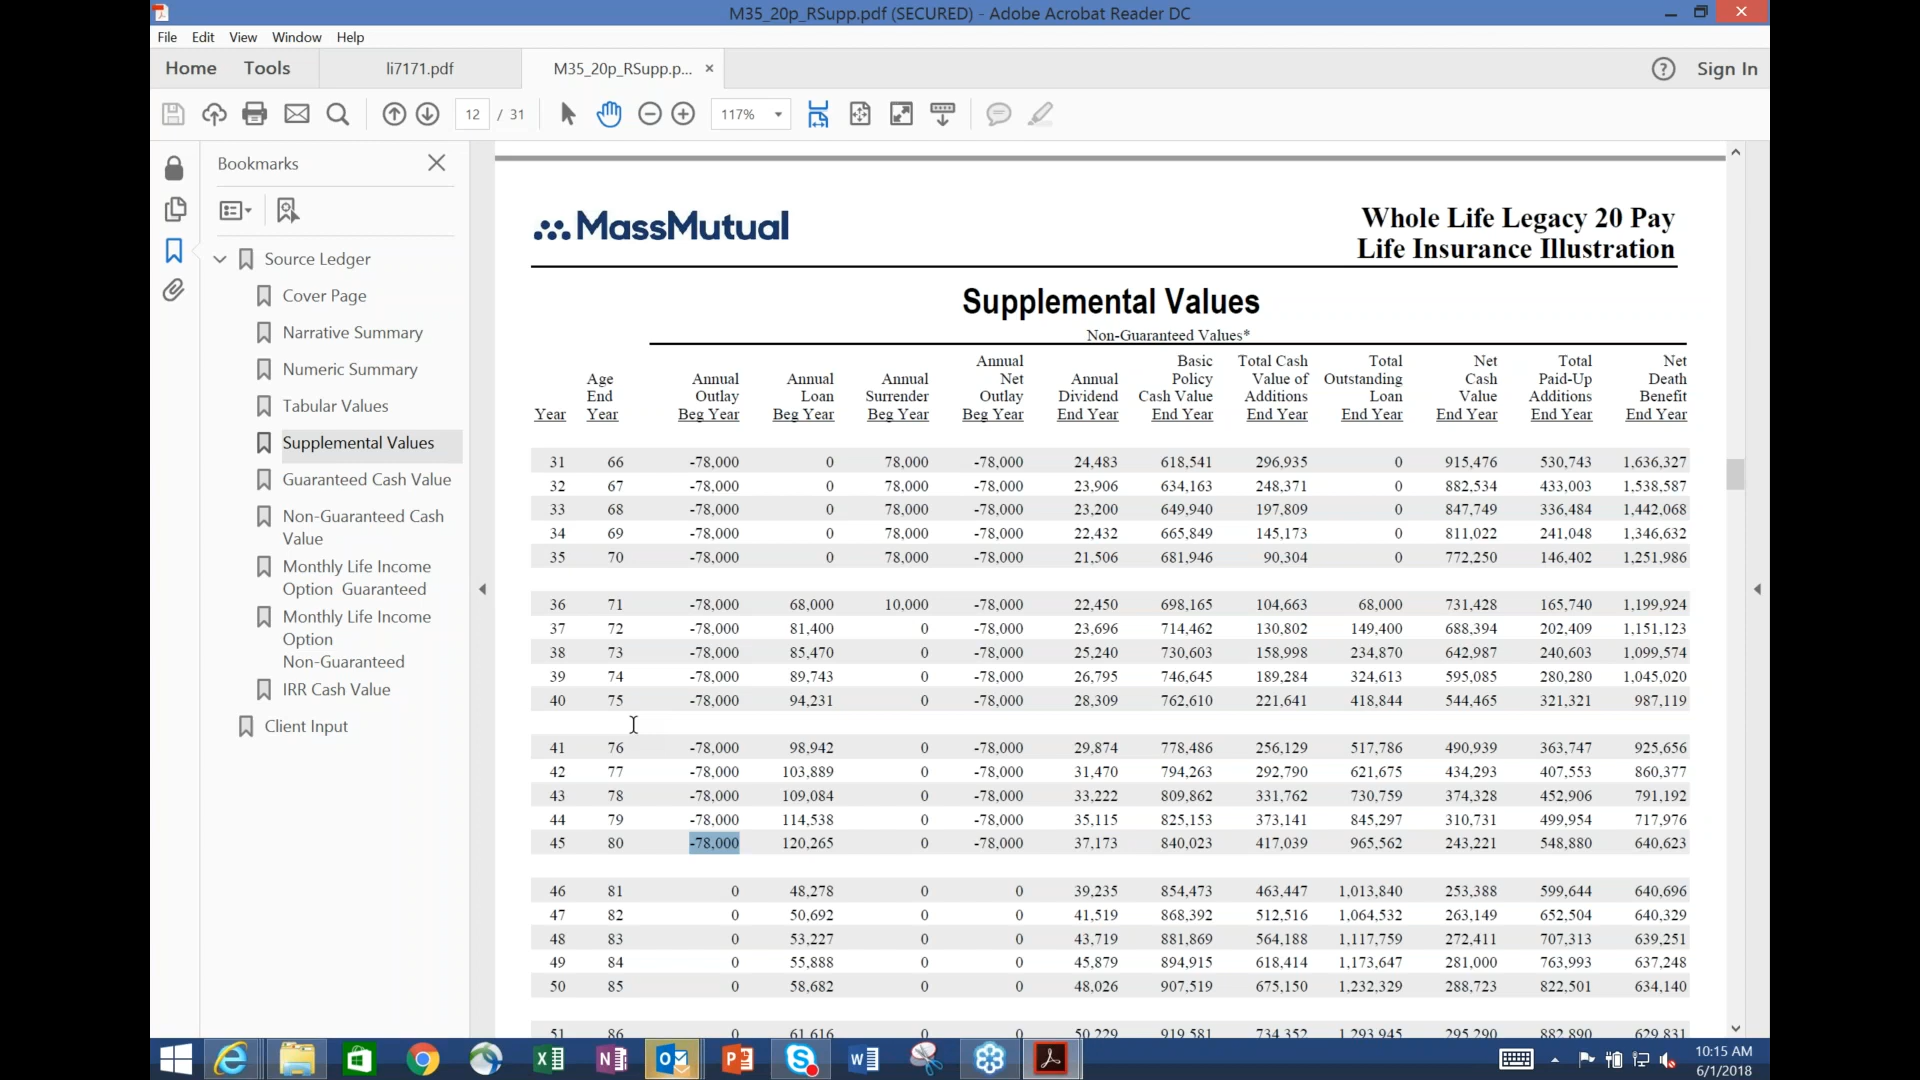 M35_20p_RSupp.pdf (SECURED) - Adobe Acrobat Reader DC
File Edit View Window Help
Home Tools li7171.pdf M35_20p_RSupp.p... × Sign In
12 / 31 117%
Bookmarks
Source Ledger
Cover Page
Narrative Summary
Numeric Summary
Tabular Values
Supplemental Values
Guaranteed Cash Value
Non-Guaranteed Cash
Value
Monthly Life Income
Option Guaranteed
Monthly Life Income
Option
Non-Guaranteed
IRR Cash Value
Client Input
MassMutual
Whole Life Legacy 20 Pay
Life Insurance Illustration
Supplemental Values
Non-Guaranteed Values*
Annual Basic Total Cash Total Net Total Net
Age Annual Annual Annual Net Annual Policy Value of Outstanding Cash Paid-Up Death
End Outlay Loan Surrender Outlay Dividend Cash Value Additions Loan Value Additions Benefit
Year Year Beg Year Beg Year Beg Year Beg Year End Year End Year End Year End Year End Year End Year End Year
31 66 -78,000 0 78,000 -78,000 24,483 618,541 296,935 0 915,476 530,743 1,636,327
32 67 -78,000 0 78,000 -78,000 23,906 634,163 248,371 0 882,534 433,003 1,538,587
33 68 -78,000 0 78,000 -78,000 23,200 649,940 197,809 0 847,749 336,484 1,442,068
34 69 -78,000 0 78,000 -78,000 22,432 665,849 145,173 0 811,022 241,048 1,346,632
35 70 -78,000 0 78,000 -78,000 21,506 681,946 90,304 0 772,250 146,402 1,251,986
36 71 -78,000 68,000 10,000 -78,000 22,450 698,165 104,663 68,000 731,428 165,740 1,199,924
37 72 -78,000 81,400 0 -78,000 23,696 714,462 130,802 149,400 688,394 202,409 1,151,123
38 73 -78,000 85,470 0 -78,000 25,240 730,603 158,998 234,870 642,987 240,603 1,099,574
39 74 -78,000 89,743 0 -78,000 26,795 746,645 189,284 324,613 595,085 280,280 1,045,020
40 75 -78,000 94,231 0 -78,000 28,309 762,610 221,641 418,844 544,465 321,321 987,119
41 76 -78,000 98,942 0 -78,000 29,874 778,486 256,129 517,786 490,939 363,747 925,656
42 77 -78,000 103,889 0 -78,000 31,470 794,263 292,790 621,675 434,293 407,553 860,377
43 78 -78,000 109,084 0 -78,000 33,222 809,862 331,762 730,759 374,328 452,906 791,192
44 79 -78,000 114,538 0 -78,000 35,115 825,153 373,141 845,297 310,731 499,954 717,976
45 80 -78,000 120,265 0 -78,000 37,173 840,023 417,039 965,562 243,221 548,880 640,623
46 81 0 48,278 0 0 39,235 854,473 463,447 1,013,840 253,388 599,644 640,696
47 82 0 50,692 0 0 41,519 868,392 512,516 1,064,532 263,149 652,504 640,329
48 83 0 53,227 0 0 43,719 881,869 564,188 1,117,759 272,411 707,313 639,251
49 84 0 55,888 0 0 45,879 894,915 618,414 1,173,647 281,000 763,993 637,248
50 85 0 58,682 0 0 48,026 907,519 675,150 1,232,329 288,723 822,501 634,140
51 86 0 61,616 0 0 50,229 919,581 734,352 1,293,945 295,290 882,890 629,831
10:15 AM
6/1/2018